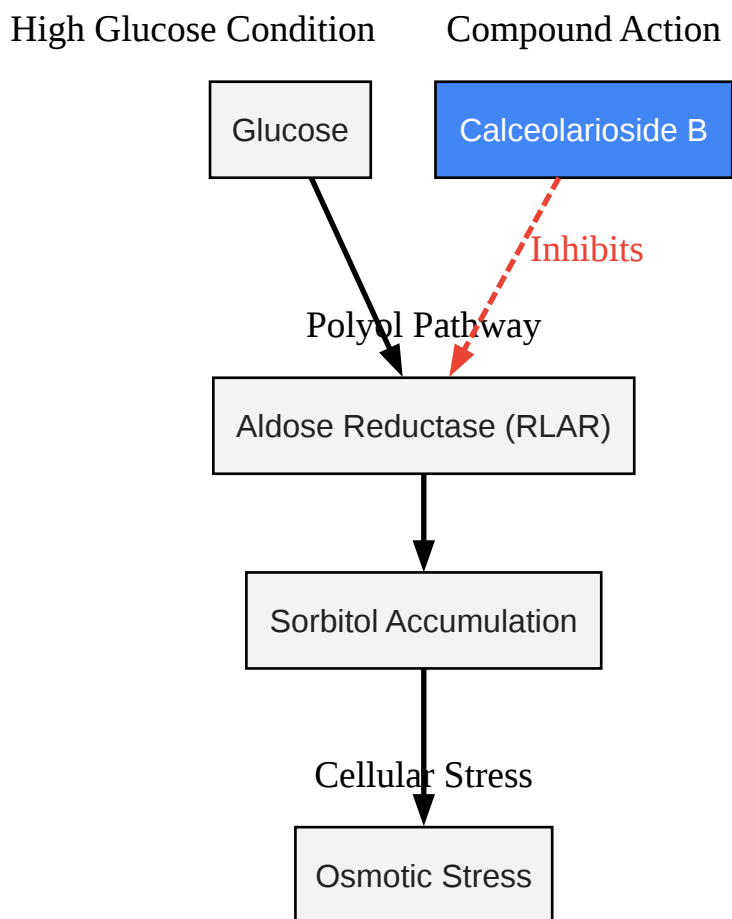 High Glucose Condition
Compound Action
Glucose
Calceolarioside B
Inhibits
Polyol Pathway
Aldose Reductase (RLAR)
Sorbitol Accumulation
Cellular Stress
Osmotic Stress